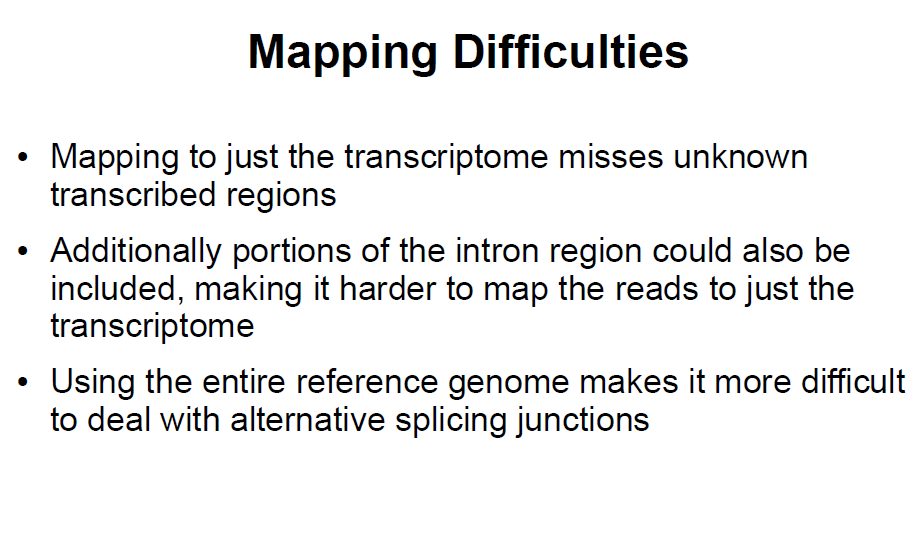 Mapping Difficulties
• Mapping to just the transcriptome misses unknown
transcribed regions
• Additionally portions of the intron region could also be
included, making it harder to map the reads to just the
transcriptome
• Using the entire reference genome makes it more difficult
to deal with alternative splicing junctions